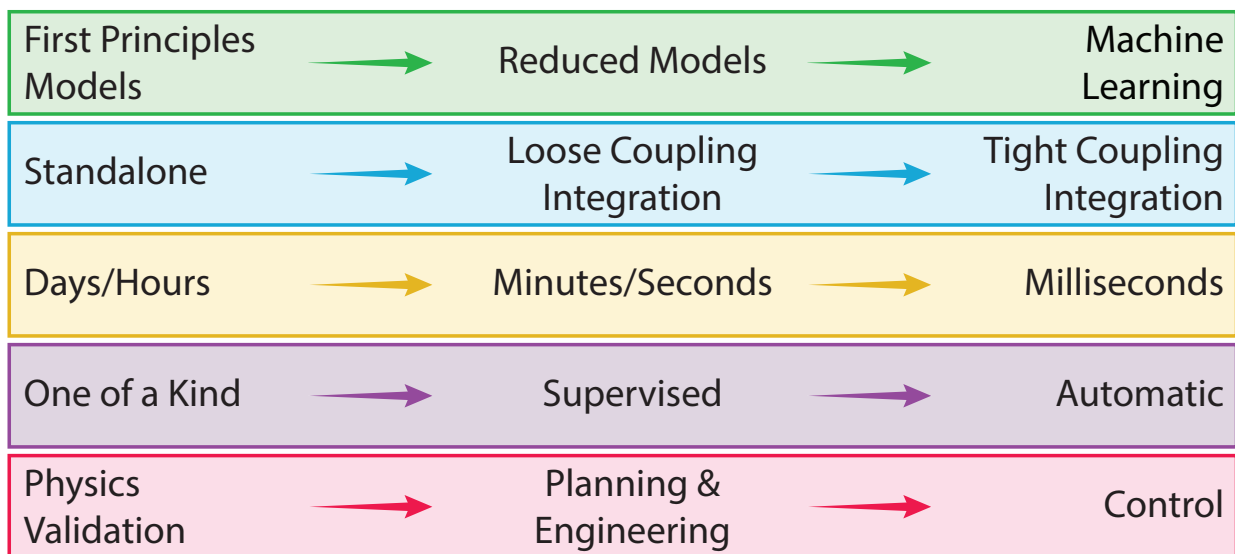 First Principles
Models
Reduced Models
Machine
Learning
Standalone
Loose Coupling
Integration
Tight Coupling
Integration
Days/Hours
Minutes/Seconds
Milliseconds
One of a Kind
Supervised
Automatic
Physics
Validation
Planning &
Engineering
Control